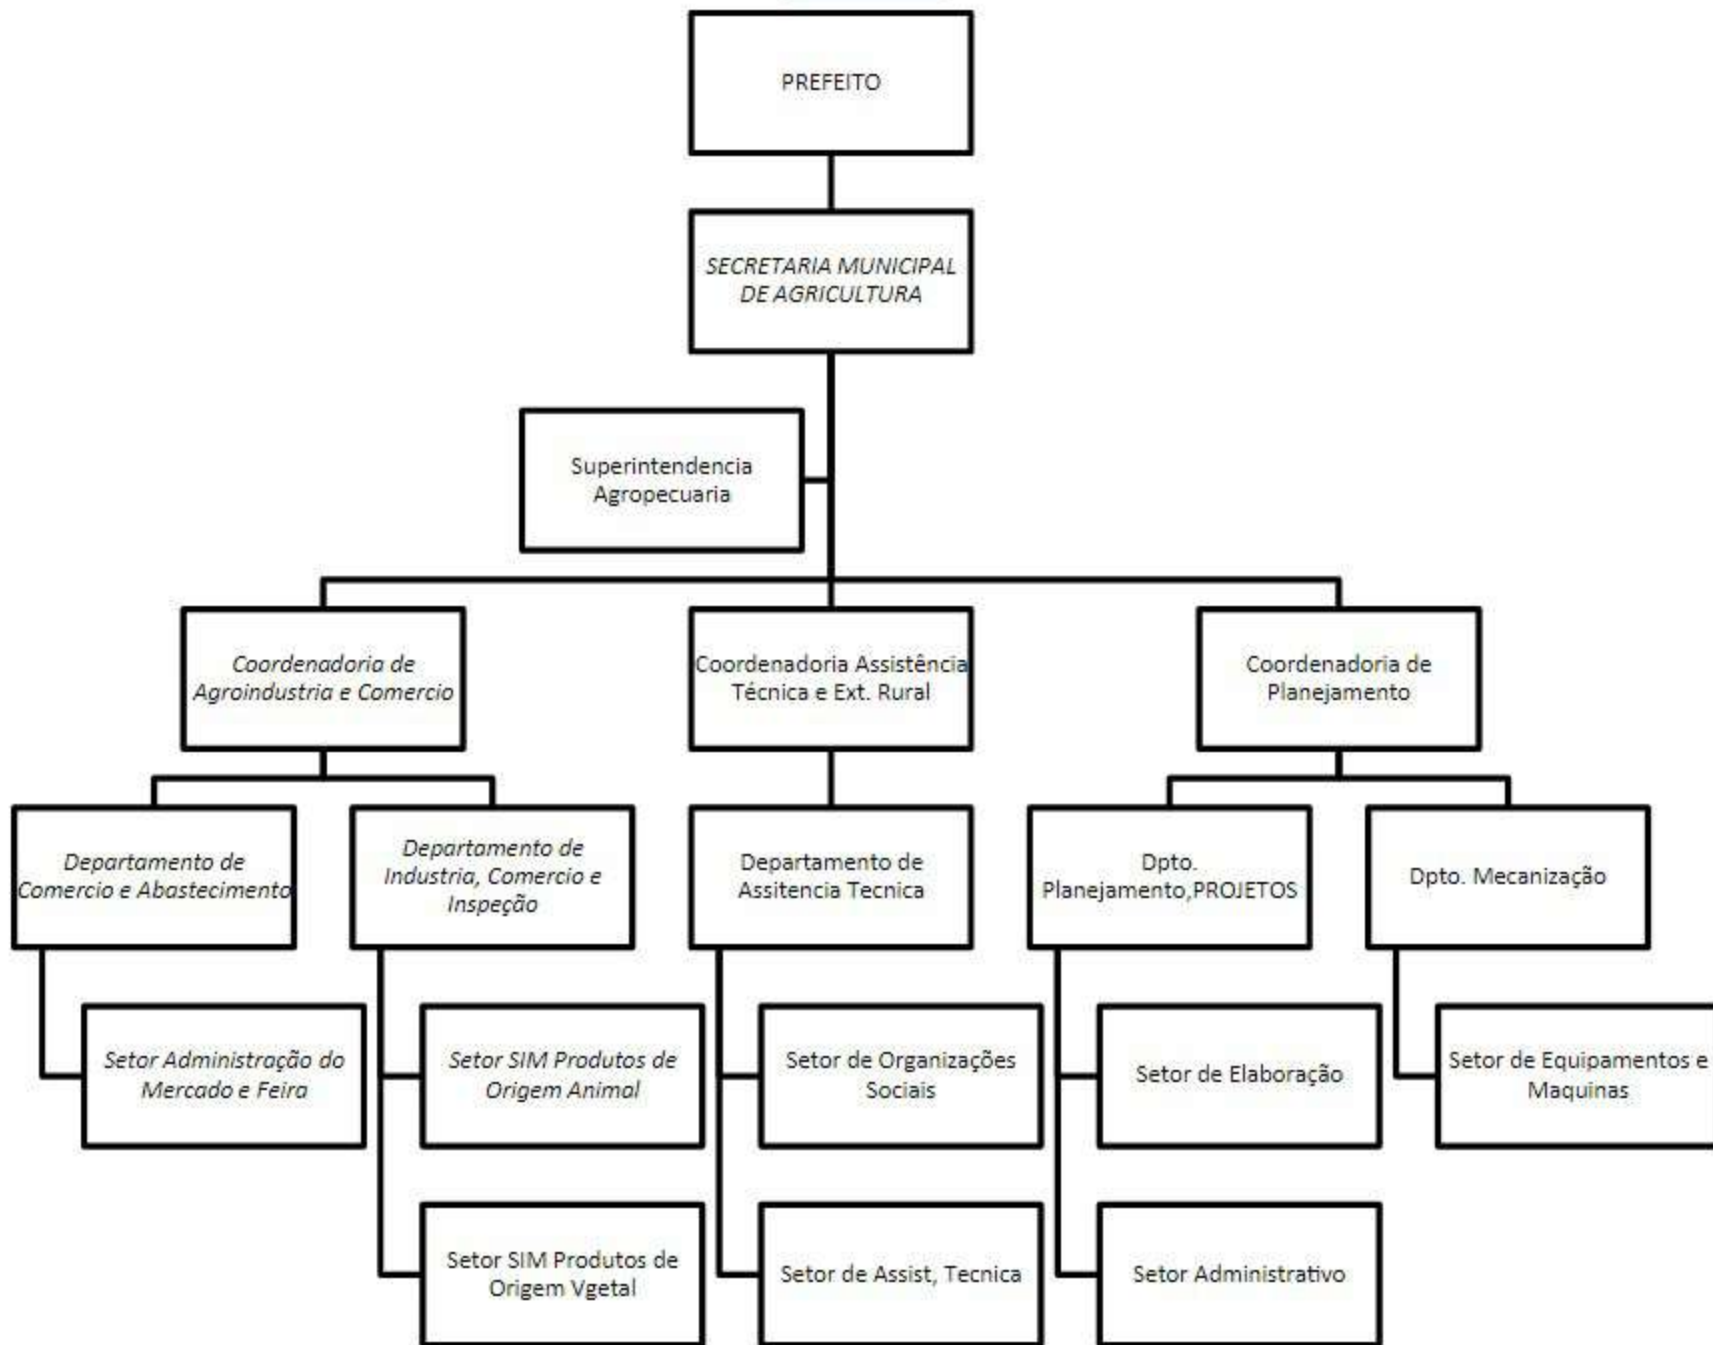 PREFEITO
SECRETARIA MUNICIPAL
DE AGRICULTURA
Superintendencia
Agropecuaria
Coordenadoria de
Agroindustria e Comercio
Coordenadoria Assistência
Técnica e Ext. Rural
Coordenadoria de
Planejamento
Departamento de
Comercio e Abastecimento
Departamento de
Industria, Comercio e
Inspeção
Departamento de
Assitencia Tecnica
Dpto.
Planejamento,PROJETOS
Dpto. Mecanização
Setor Administração do
Mercado e Feira
Setor SIM Produtos de
Origem Animal
Setor de Organizações
Sociais
Setor de Elaboração
Setor de Equipamentos e
Maquinas
Setor SIM Produtos de
Origem Vgetal
Setor de Assist, Tecnica
Setor Administrativo